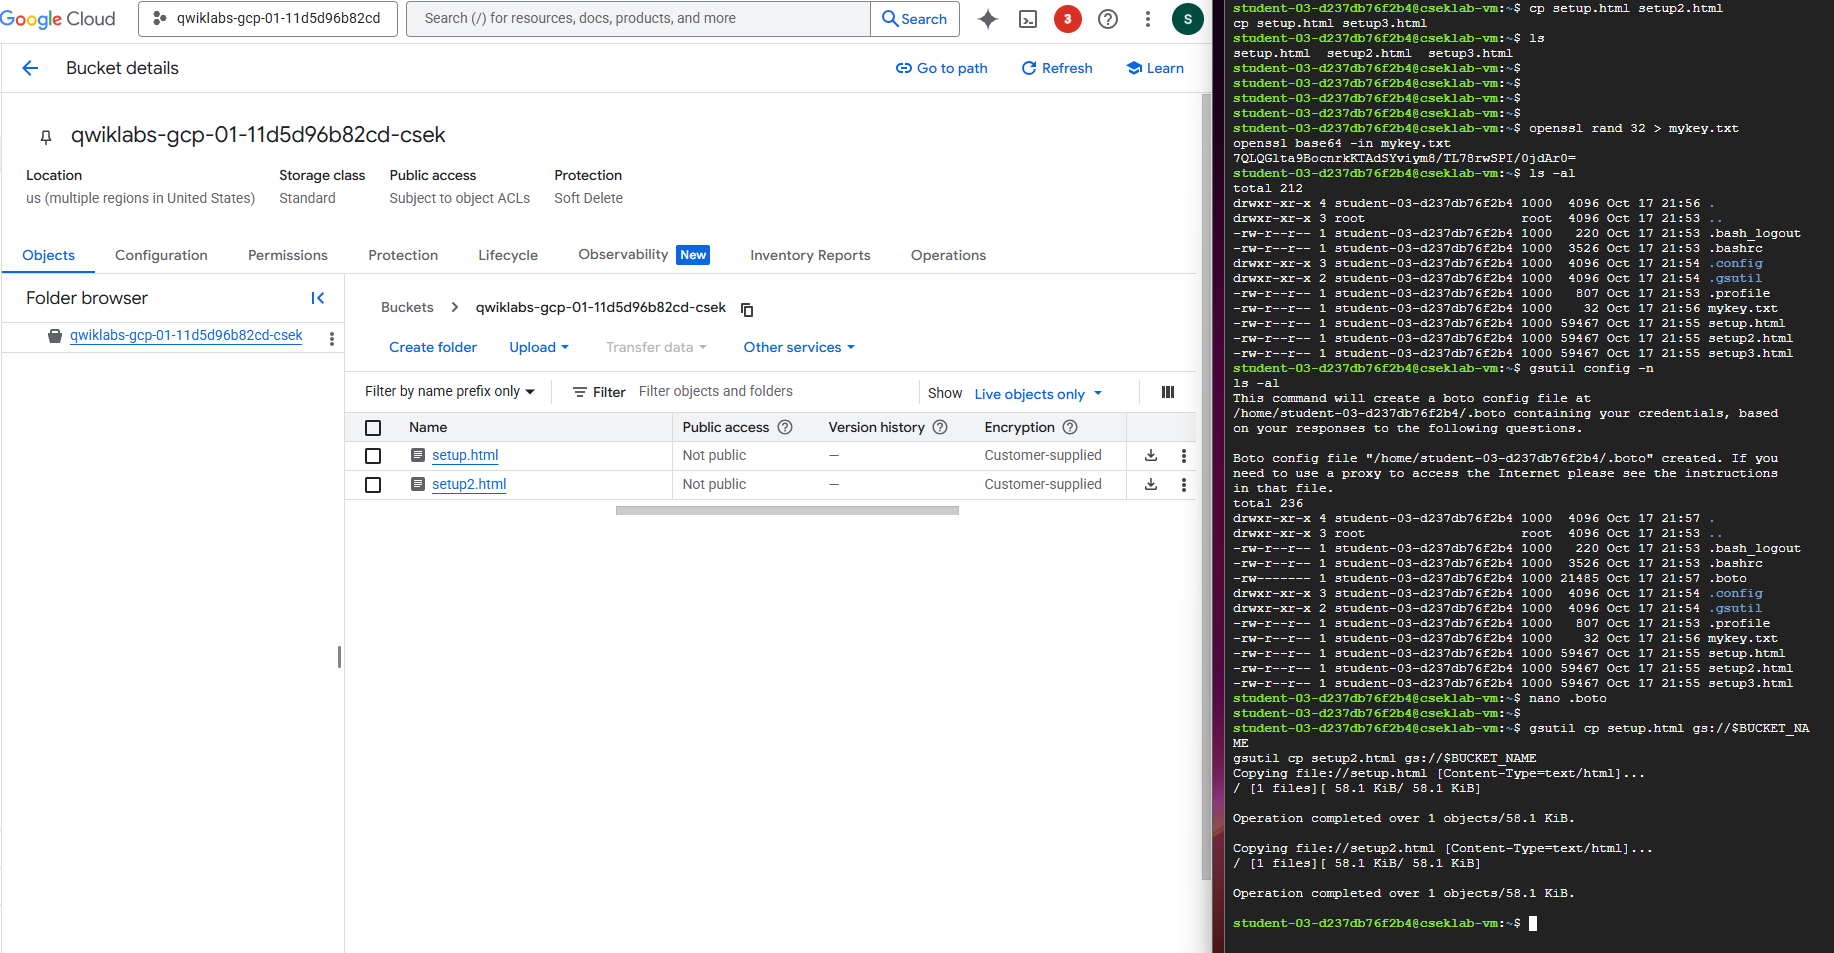 Google Cloud
qwiklabs-gcp-01-11d5d96b82cd
Search (/) for resources, docs, products, and more
Search
3
S
Bucket details
Go to path
Refresh
Learn
qwiklabs-gcp-01-11d5d96b82cd-csek
Location
us (multiple regions in United States)
Storage class
Standard
Public access
Subject to object ACLs
Protection
Soft Delete
Objects
Configuration
Permissions
Protection
Lifecycle
Observability New
Inventory Reports
Operations
Folder browser
qwiklabs-gcp-01-11d5d96b82cd-csek
Buckets > qwiklabs-gcp-01-11d5d96b82cd-csek
Create folder
Upload
Transfer data
Other services
Filter by name prefix only
Filter
Filter objects and folders
Show
Live objects only
Name Public access Version history Encryption
setup.html Not public — Customer-supplied
setup2.html Not public — Customer-supplied
student-03-d237db76f2b4@cseklab-vm:~$ cp setup.html setup2.html
cp setup.html setup3.html
student-03-d237db76f2b4@cseklab-vm:~$ ls
setup.html  setup2.html  setup3.html
student-03-d237db76f2b4@cseklab-vm:~$
student-03-d237db76f2b4@cseklab-vm:~$
student-03-d237db76f2b4@cseklab-vm:~$
student-03-d237db76f2b4@cseklab-vm:~$
student-03-d237db76f2b4@cseklab-vm:~$ openssl rand 32 > mykey.txt
openssl base64 -in mykey.txt
7QLQGlta9BocnrkKTAdSYviym8/TL78rwSPI/0jdAr0=
student-03-d237db76f2b4@cseklab-vm:~$ ls -al
total 212
drwxr-xr-x 4 student-03-d237db76f2b4 1000  4096 Oct 17 21:56 .
drwxr-xr-x 3 root                    root  4096 Oct 17 21:53 ..
-rw-r--r-- 1 student-03-d237db76f2b4 1000   220 Oct 17 21:53 .bash_logout
-rw-r--r-- 1 student-03-d237db76f2b4 1000  3526 Oct 17 21:53 .bashrc
drwxr-xr-x 3 student-03-d237db76f2b4 1000  4096 Oct 17 21:54 .config
drwxr-xr-x 2 student-03-d237db76f2b4 1000  4096 Oct 17 21:54 .gsutil
-rw-r--r-- 1 student-03-d237db76f2b4 1000   807 Oct 17 21:53 .profile
-rw-r--r-- 1 student-03-d237db76f2b4 1000    32 Oct 17 21:56 mykey.txt
-rw-r--r-- 1 student-03-d237db76f2b4 1000 59467 Oct 17 21:55 setup.html
-rw-r--r-- 1 student-03-d237db76f2b4 1000 59467 Oct 17 21:55 setup2.html
-rw-r--r-- 1 student-03-d237db76f2b4 1000 59467 Oct 17 21:55 setup3.html
student-03-d237db76f2b4@cseklab-vm:~$ gsutil config -n
ls -al
This command will create a boto config file at
/home/student-03-d237db76f2b4/.boto containing your credentials, based
on your responses to the following questions.
Boto config file "/home/student-03-d237db76f2b4/.boto" created. If you
need to use a proxy to access the Internet please see the instructions
in that file.
total 236
drwxr-xr-x 4 student-03-d237db76f2b4 1000  4096 Oct 17 21:57 .
drwxr-xr-x 3 root                    root  4096 Oct 17 21:53 ..
-rw-r--r-- 1 student-03-d237db76f2b4 1000   220 Oct 17 21:53 .bash_logout
-rw-r--r-- 1 student-03-d237db76f2b4 1000  3526 Oct 17 21:53 .bashrc
-rw------- 1 student-03-d237db76f2b4 1000 21485 Oct 17 21:57 .boto
drwxr-xr-x 3 student-03-d237db76f2b4 1000  4096 Oct 17 21:54 .config
drwxr-xr-x 2 student-03-d237db76f2b4 1000  4096 Oct 17 21:54 .gsutil
-rw-r--r-- 1 student-03-d237db76f2b4 1000   807 Oct 17 21:53 .profile
-rw-r--r-- 1 student-03-d237db76f2b4 1000    32 Oct 17 21:56 mykey.txt
-rw-r--r-- 1 student-03-d237db76f2b4 1000 59467 Oct 17 21:55 setup.html
-rw-r--r-- 1 student-03-d237db76f2b4 1000 59467 Oct 17 21:55 setup2.html
-rw-r--r-- 1 student-03-d237db76f2b4 1000 59467 Oct 17 21:55 setup3.html
student-03-d237db76f2b4@cseklab-vm:~$ nano .boto
student-03-d237db76f2b4@cseklab-vm:~$
student-03-d237db76f2b4@cseklab-vm:~$ gsutil cp setup.html gs://$BUCKET_NA
ME
gsutil cp setup2.html gs://$BUCKET_NAME
Copying file://setup.html [Content-Type=text/html]...
/ [1 files][ 58.1 KiB/ 58.1 KiB]
Operation completed over 1 objects/58.1 KiB.
Copying file://setup2.html [Content-Type=text/html]...
/ [1 files][ 58.1 KiB/ 58.1 KiB]
Operation completed over 1 objects/58.1 KiB.
student-03-d237db76f2b4@cseklab-vm:~$